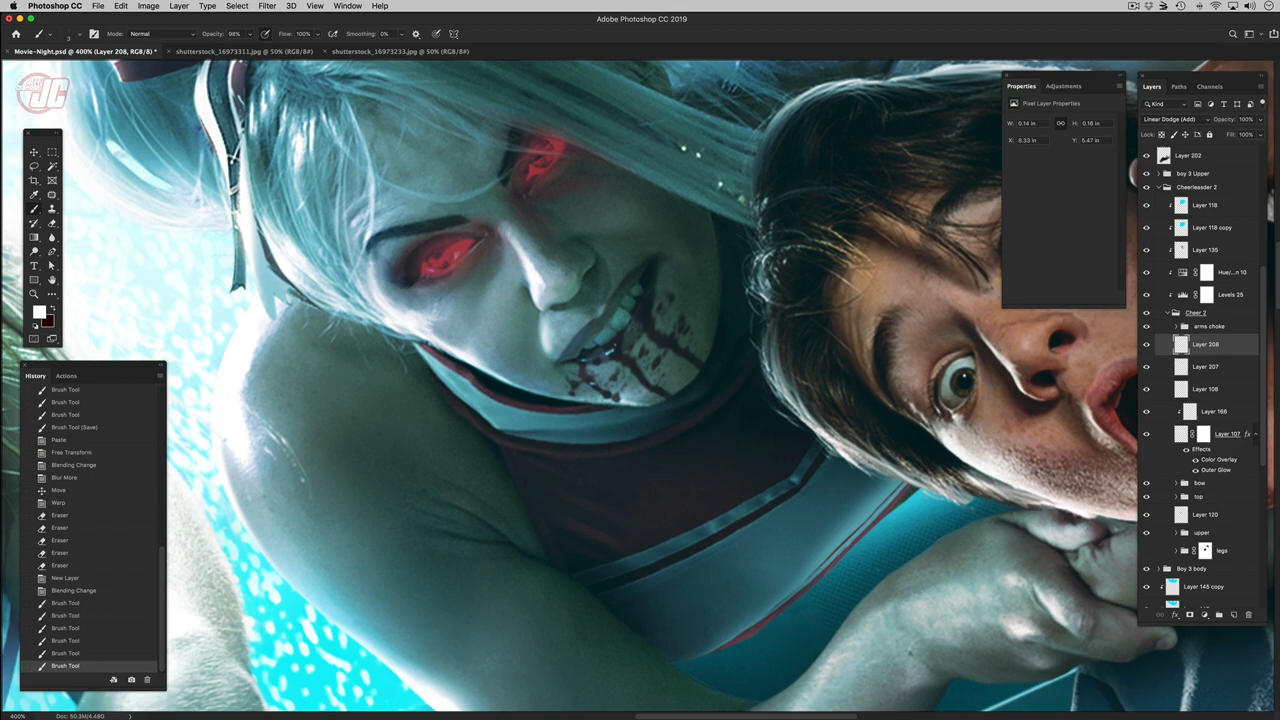 Photoshop CC File Edit Image Layer Type Select Filter 3D View Window Help
Adobe Photoshop CC 2019
3 Mode: Normal Opacity: 98% Flow: 100% Smoothing: 0%
Movie-Night.psd @ 400% (Layer 208, RGB/8) * shutterstock_16973311.jpg @ 50% (RGB/8#) shutterstock_16973233.jpg @ 50% (RGB/8#)
JC
Properties Adjustments
Pixel Layer Properties
W: 0.14 in H: 0.16 in
X: 8.33 in Y: 5.47 in
Layers Paths Channels
Kind
Linear Dodge (Add) Opacity: 100%
Lock: Fill: 100%
Layer 202
boy 3 Upper
Cheerleasder 2
Layer 118
Layer 118 copy
Layer 135
Hue/...n 10
Levels 25
Cheer 2
arms choke
Layer 208
Layer 207
Layer 108
Layer 166
Layer 107 fx
Effects
Color Overlay
Outer Glow
bow
top
Layer 120
upper
legs
Boy 3 body
Layer 145 copy
History Actions
Brush Tool
Brush Tool
Brush Tool
Brush Tool (Save)
Paste
Free Transform
Blending Change
Blur More
Move
Warp
Eraser
Eraser
Eraser
Eraser
Eraser
New Layer
Blending Change
Brush Tool
Brush Tool
Brush Tool
Brush Tool
Brush Tool
Brush Tool
400% Doc: 50.3M/4.48G